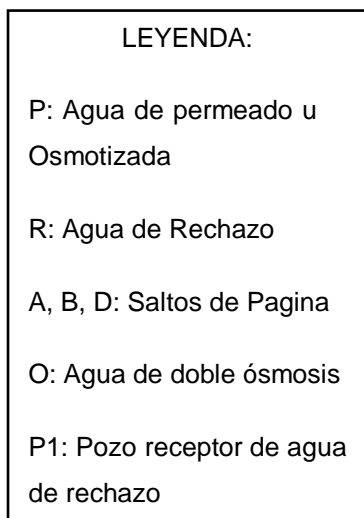 LEYENDA:
P: Agua de permeado u
Osmotizada
R: Agua de Rechazo
A, B, D: Saltos de Pagina
O: Agua de doble ósmosis
P1: Pozo receptor de agua
de rechazo